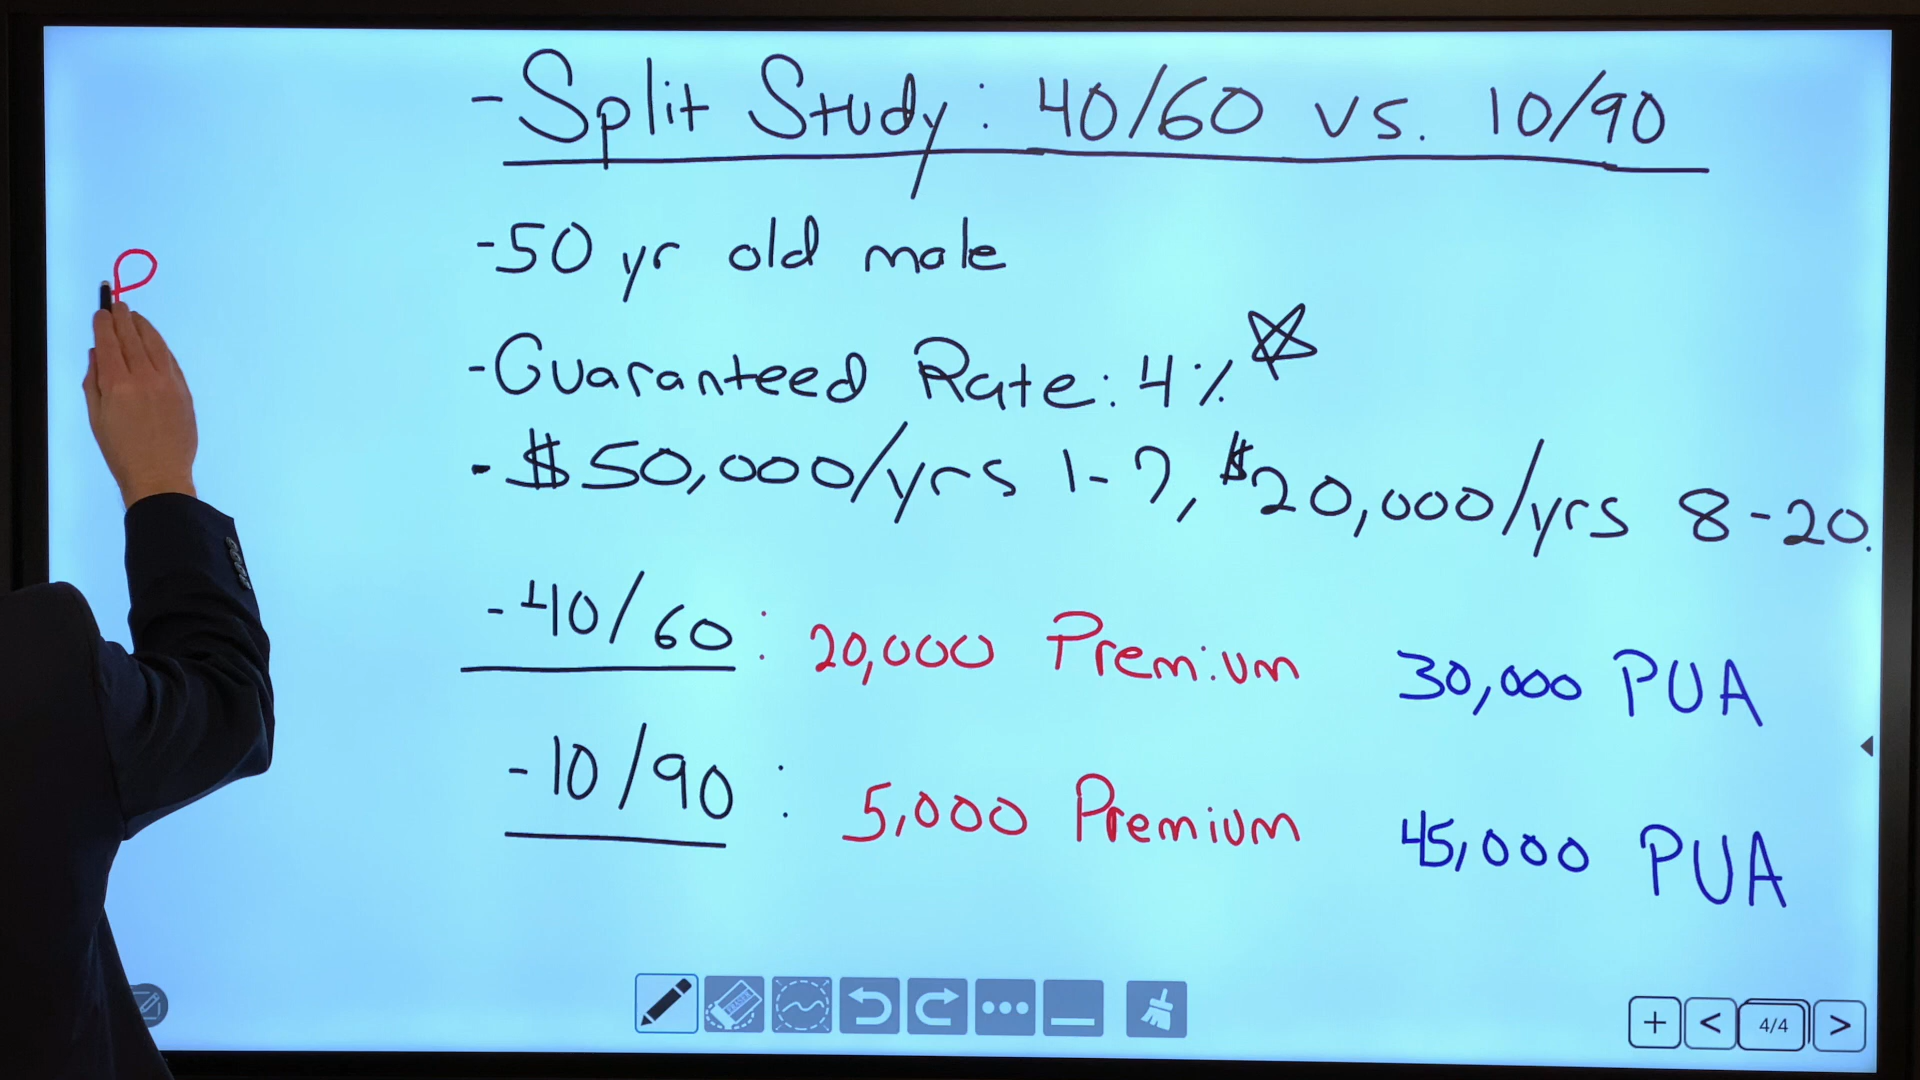 - Split Study: 40/60 vs. 10/90
P
- 50 yr old male
- Guaranteed Rate: 4%
- $50,000/yrs 1-7, $20,000/yrs 8-20.
- 40/60: 20,000 Premium 30,000 PUA
- 10/90: 5,000 Premium 45,000 PUA
4/4